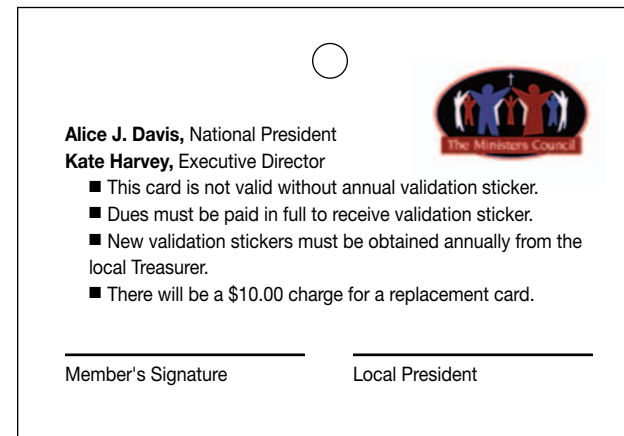 The Ministers Council
Alice J. Davis, National President
Kate Harvey, Executive Director
■ This card is not valid without annual validation sticker.
■ Dues must be paid in full to receive validation sticker.
■ New validation stickers must be obtained annually from the
local Treasurer.
■ There will be a $10.00 charge for a replacement card.
Member's Signature
Local President